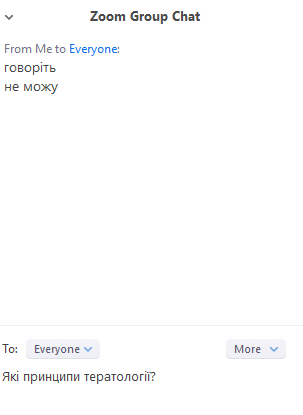 Zoom Group Chat
From Me to Everyone:
говоріть
не можу
To: Everyone More
Які принципи тератології?